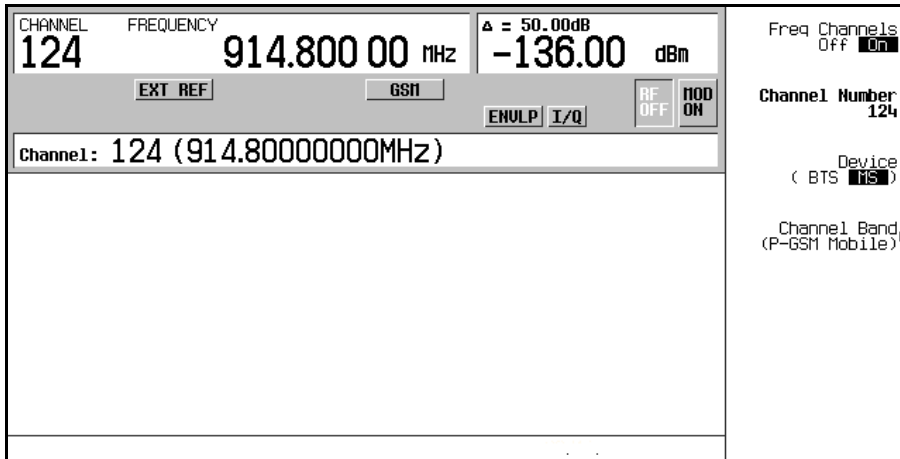 CHANNEL FREQUENCY Δ = 50.00dB
124 914.800 00 MHz -136.00 dBm
EXT REF GSM RF OFF MOD ON
ENVLP I/Q
Channel: 124 (914.80000000MHz)
Freq Channels
Off On
Channel Number
124
Device
( BTS MS )
Channel Band
(P-GSM Mobile)